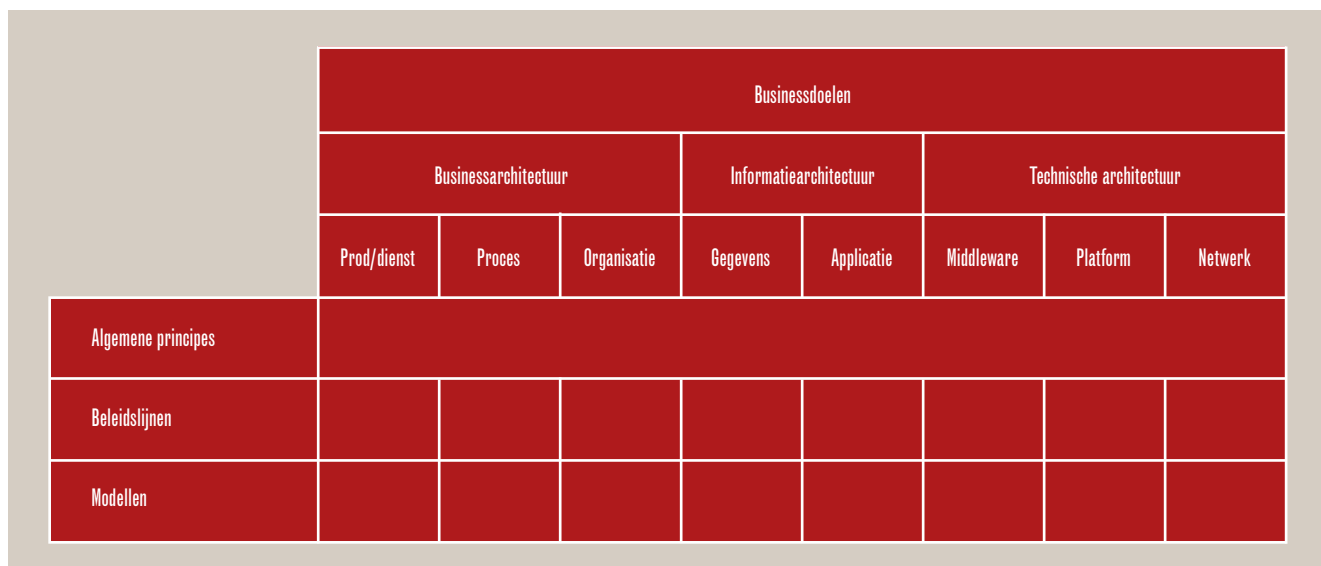 Businessdoelen
Businessarchitectuur Informatiearchitectuur Technische architectuur
Prod/dienst Proces Organisatie Gegevens Applicatie Middleware Platform Netwerk
Algemene principes
Beleidslijnen
Modellen